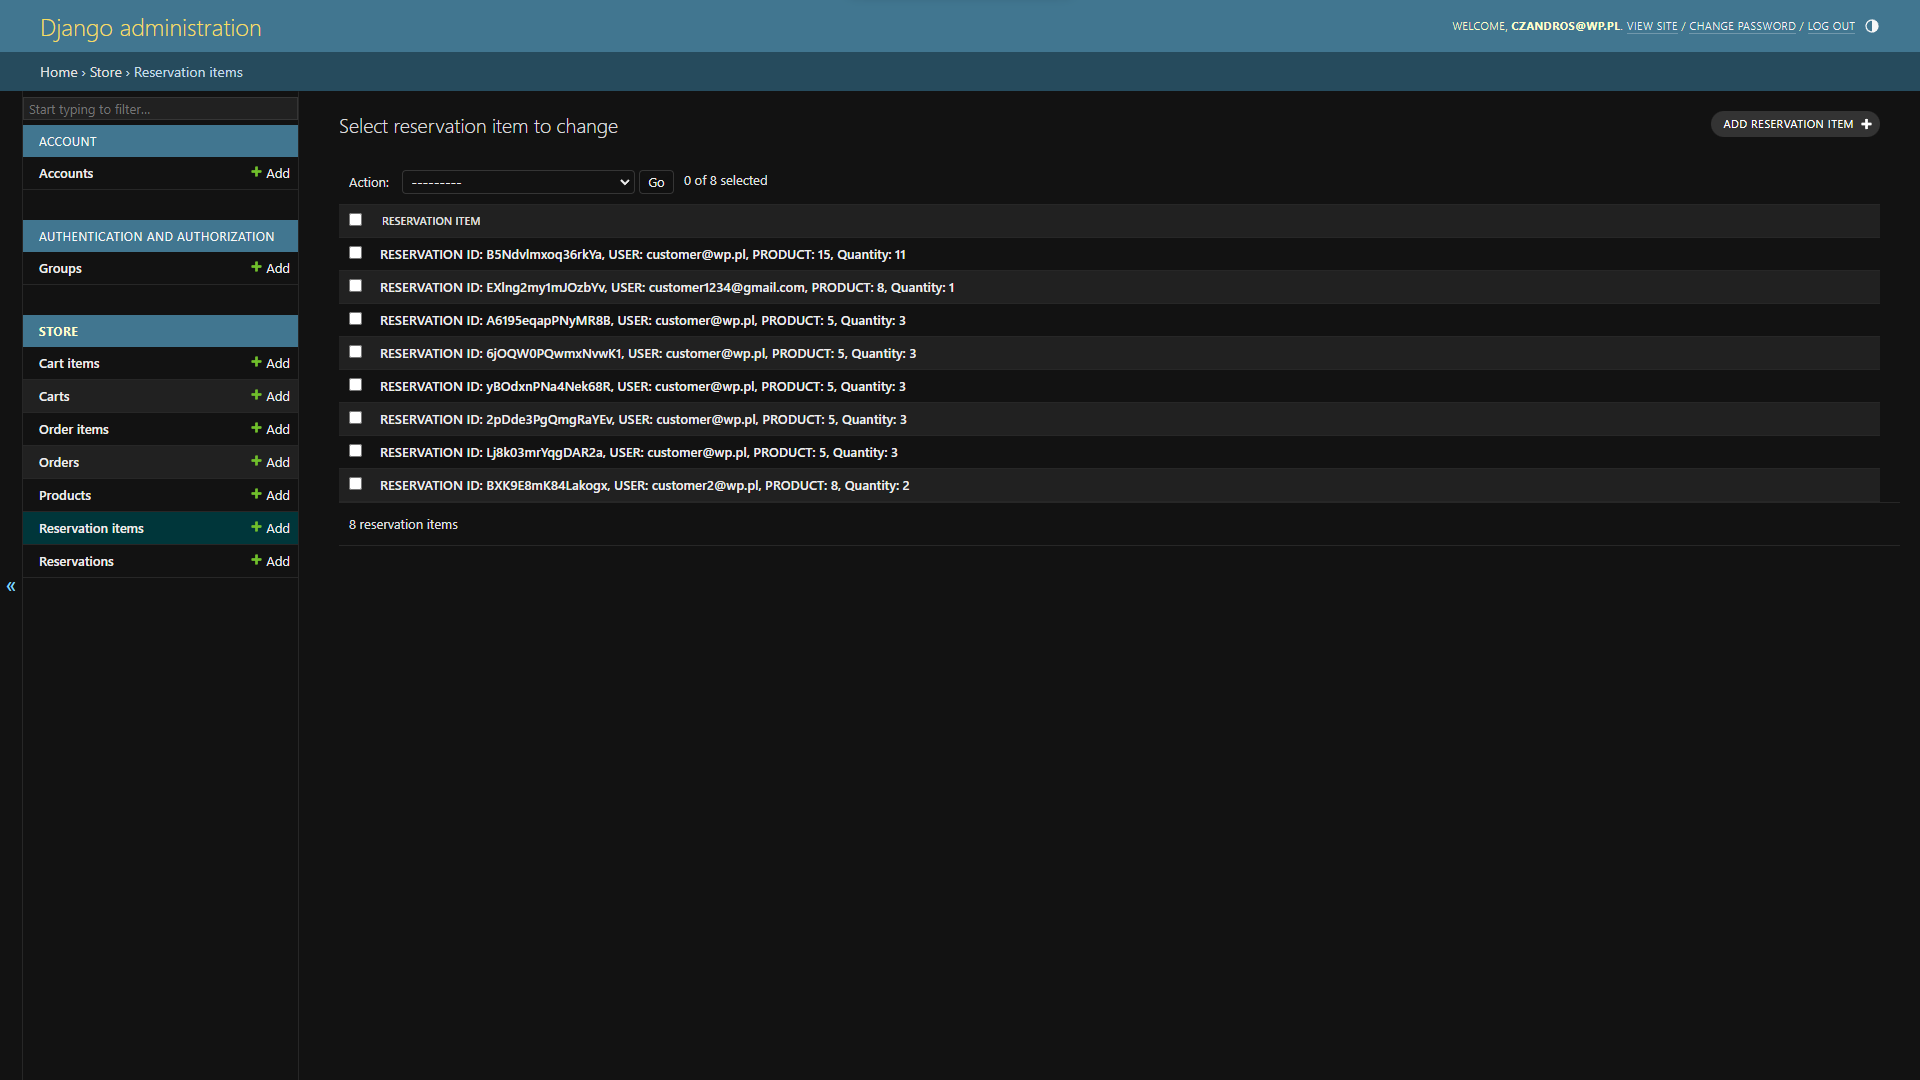 Django administration
WELCOME, CZANDROS@WP.PL. VIEW SITE / CHANGE PASSWORD / LOG OUT
Home › Store › Reservation items
Start typing to filter...
ACCOUNT
Accounts + Add
AUTHENTICATION AND AUTHORIZATION
Groups + Add
STORE
Cart items + Add
Carts + Add
Order items + Add
Orders + Add
Products + Add
Reservation items + Add
Reservations + Add
«
Select reservation item to change
ADD RESERVATION ITEM +
Action: --------- Go 0 of 8 selected
RESERVATION ITEM
RESERVATION ID: B5Ndvlmxoq36rkYa, USER: customer@wp.pl, PRODUCT: 15, Quantity: 11
RESERVATION ID: EXlng2my1mJOzbYv, USER: customer1234@gmail.com, PRODUCT: 8, Quantity: 1
RESERVATION ID: A6195eqapPNyMR8B, USER: customer@wp.pl, PRODUCT: 5, Quantity: 3
RESERVATION ID: 6jOQW0PQwmxNvwK1, USER: customer@wp.pl, PRODUCT: 5, Quantity: 3
RESERVATION ID: yBOdxnPNa4Nek68R, USER: customer@wp.pl, PRODUCT: 5, Quantity: 3
RESERVATION ID: 2pDde3PgQmgRaYEv, USER: customer@wp.pl, PRODUCT: 5, Quantity: 3
RESERVATION ID: Lj8k03mrYqgDAR2a, USER: customer@wp.pl, PRODUCT: 5, Quantity: 3
RESERVATION ID: BXK9E8mK84Lakogx, USER: customer2@wp.pl, PRODUCT: 8, Quantity: 2
8 reservation items